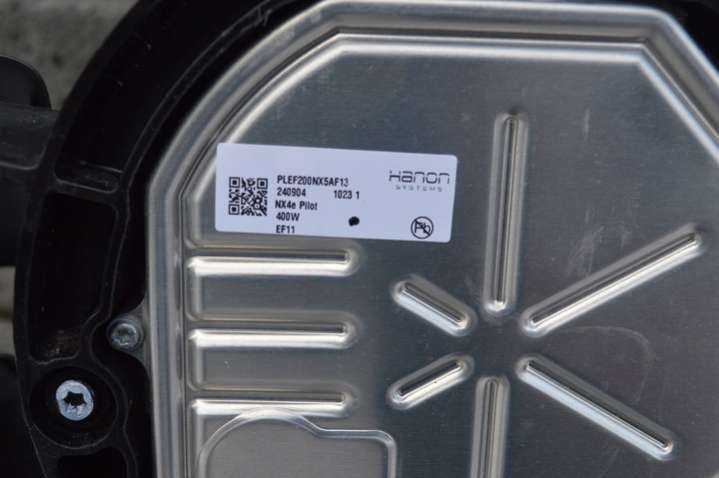 PLEF200NX5AF13
240904 1023 1
NX4e Pilot
400W
EF11
Hanon
SYSTEMS
Pb